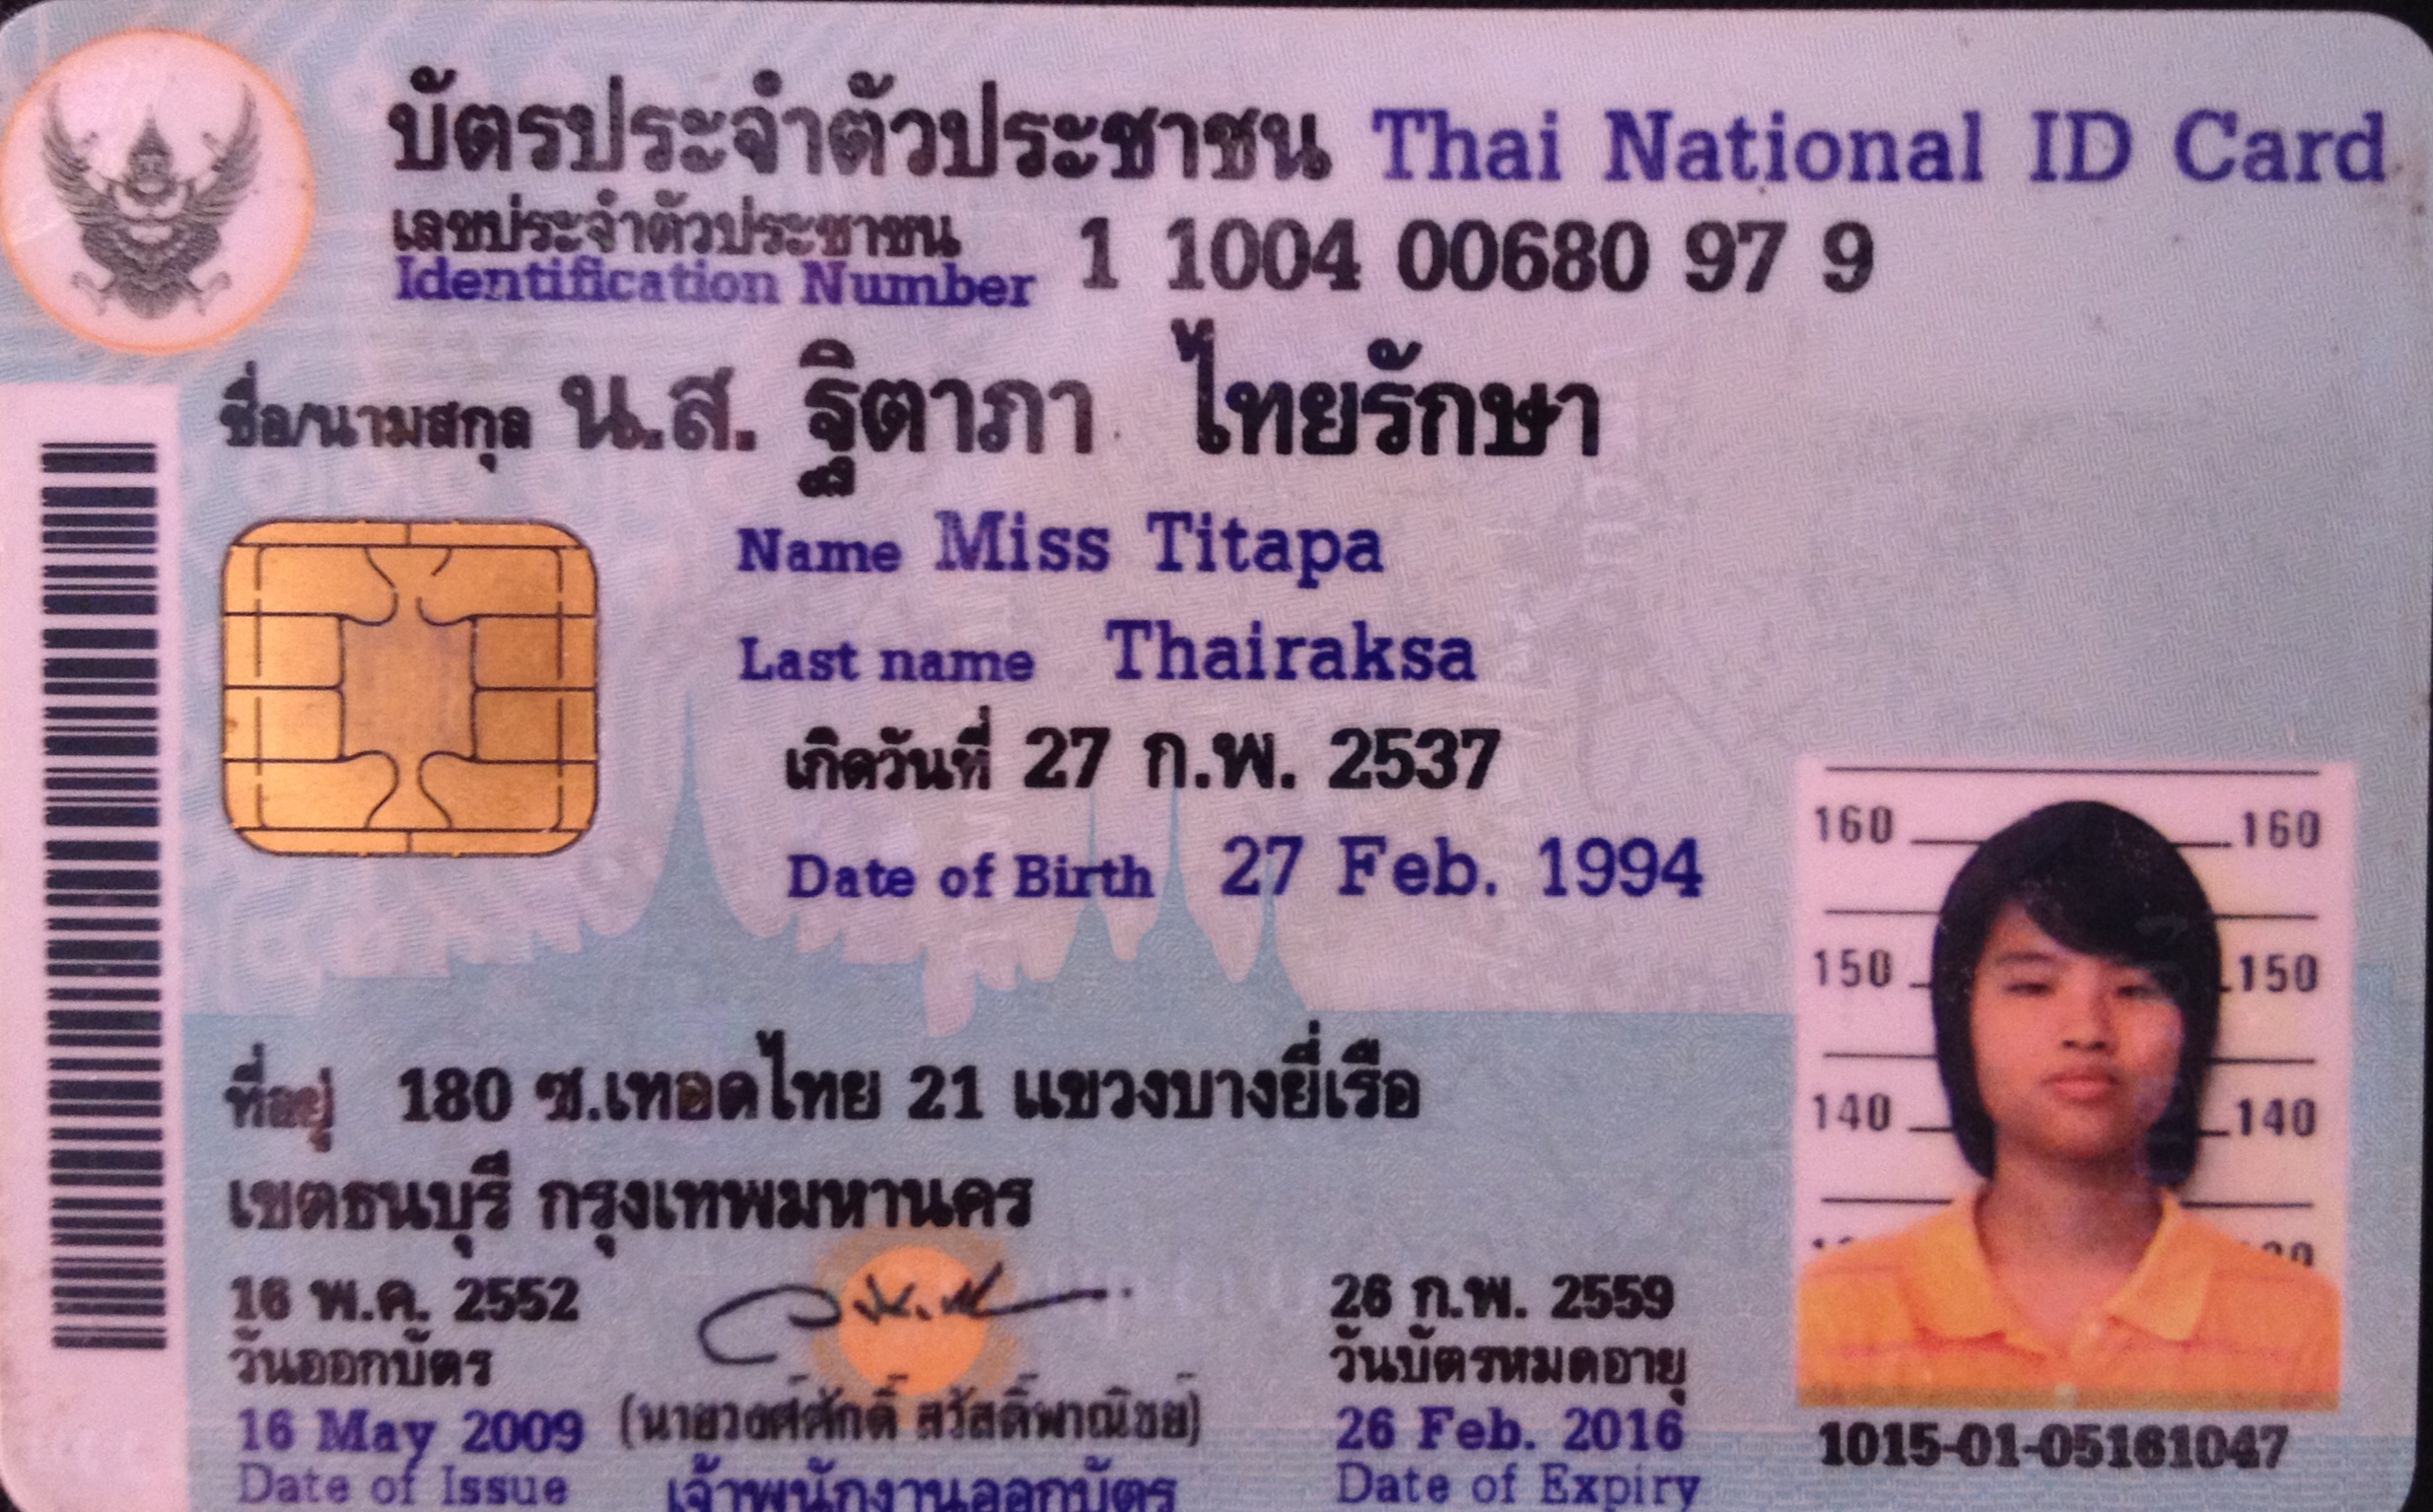 บัตรประจำตัวประชาชน Thai National ID Card
เลขประจำตัวประชาชน
Identification Number 1 1004 00680 97 9
ชื่อ/นามสกุล น.ส. ฐิตาภา ไทยรักษา
Name Miss Titapa
Last name Thairaksa
เกิดวันที่ 27 ก.พ. 2537
Date of Birth 27 Feb. 1994
160 160
150 150
140 140
ที่อยู่ 180 ซ.เทอดไทย 21 แขวงบางยี่เรือ
เขตธนบุรี กรุงเทพมหานคร
16 พ.ค. 2552
วันออกบัตร
16 May 2009
Date of Issue
(นายวงศ์ศักดิ์ สวัสดิ์พาณิชย์)
เจ้าพนักงานออกบัตร
26 ก.พ. 2559
วันบัตรหมดอายุ
26 Feb. 2016
Date of Expiry
1015-01-05161047